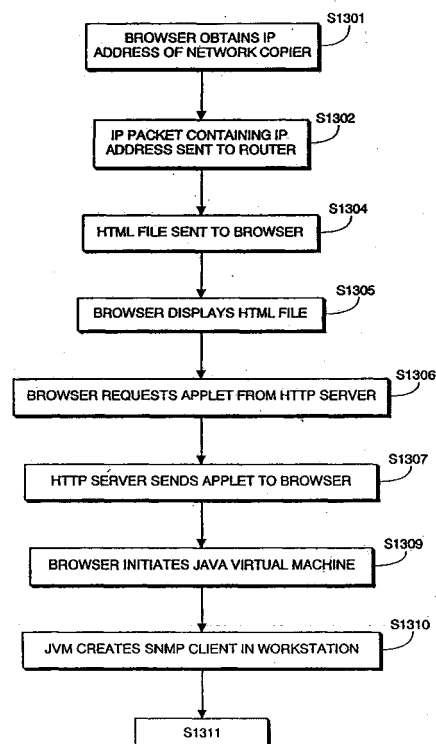 S1301
BROWSER OBTAINS IP
ADDRESS OF NETWORK COPIER
S1302
IP PACKET CONTAINING IP
ADDRESS SENT TO ROUTER
S1304
HTML FILE SENT TO BROWSER
S1305
BROWSER DISPLAYS HTML FILE
S1306
BROWSER REQUESTS APPLET FROM HTTP SERVER
S1307
HTTP SERVER SENDS APPLET TO BROWSER
S1309
BROWSER INITIATES JAVA VIRTUAL MACHINE
S1310
JVM CREATES SNMP CLIENT IN WORKSTATION
S1311